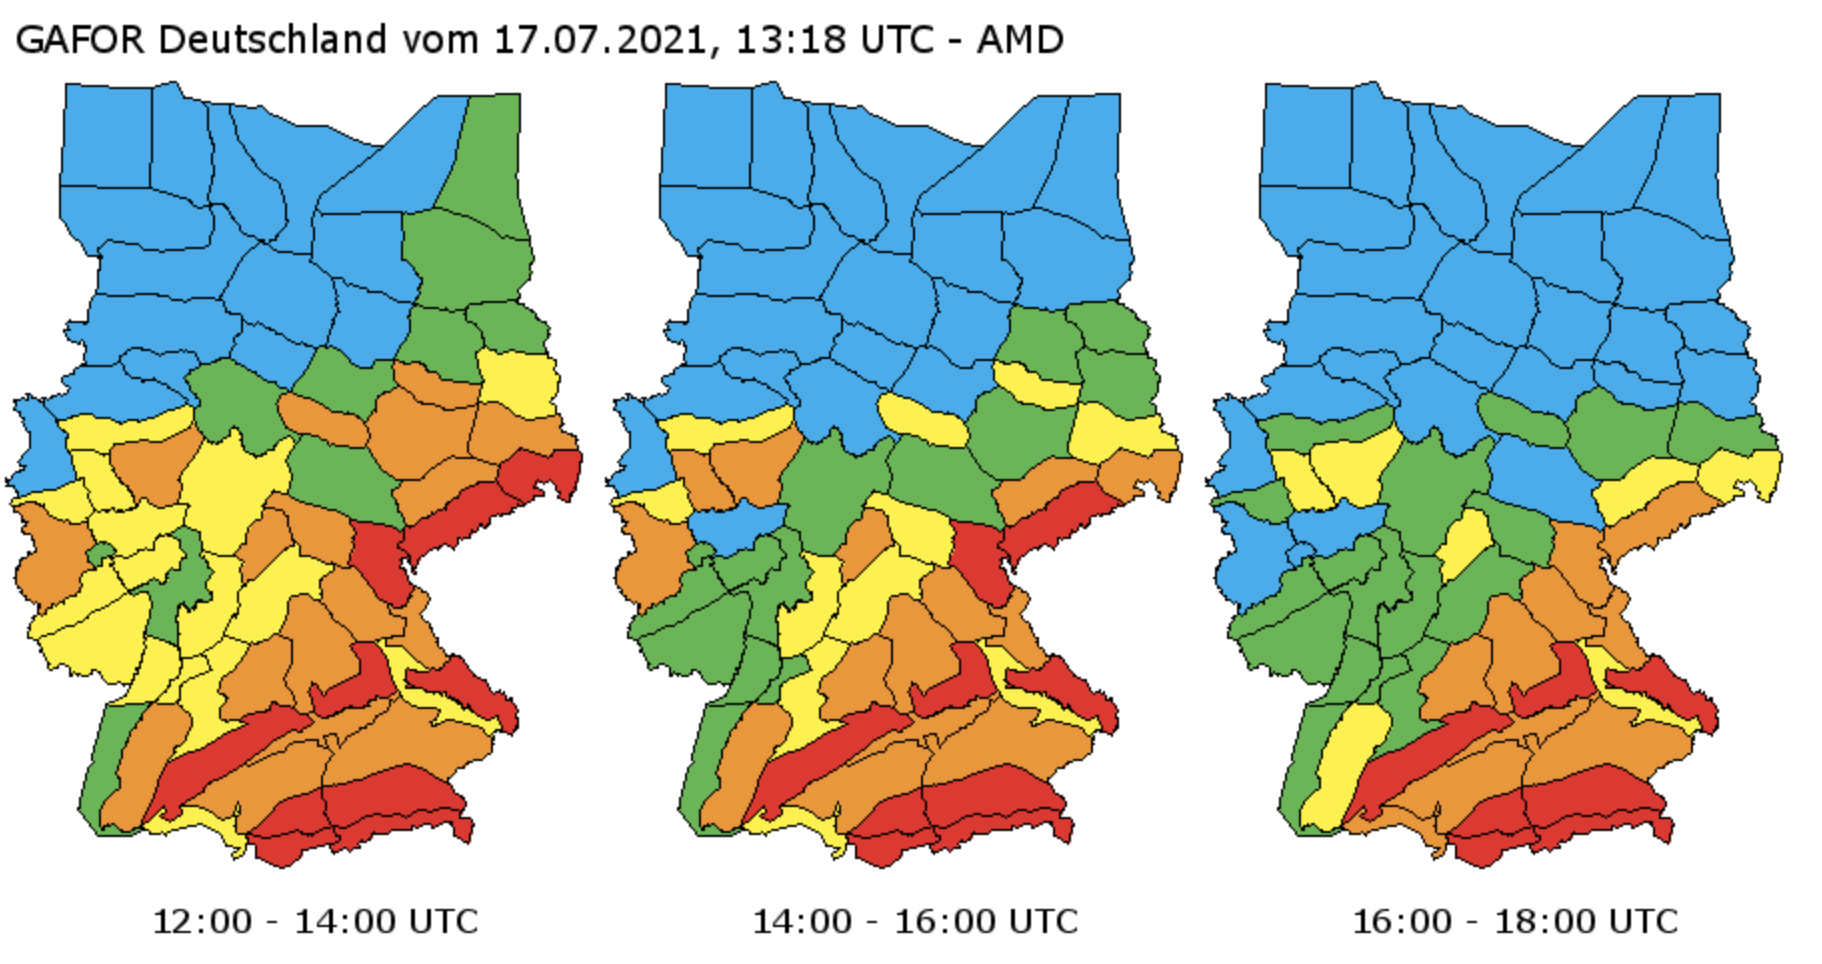 GAFOR Deutschland vom 17.07.2021, 13:18 UTC - AMD
12:00 - 14:00 UTC
14:00 - 16:00 UTC
16:00 - 18:00 UTC